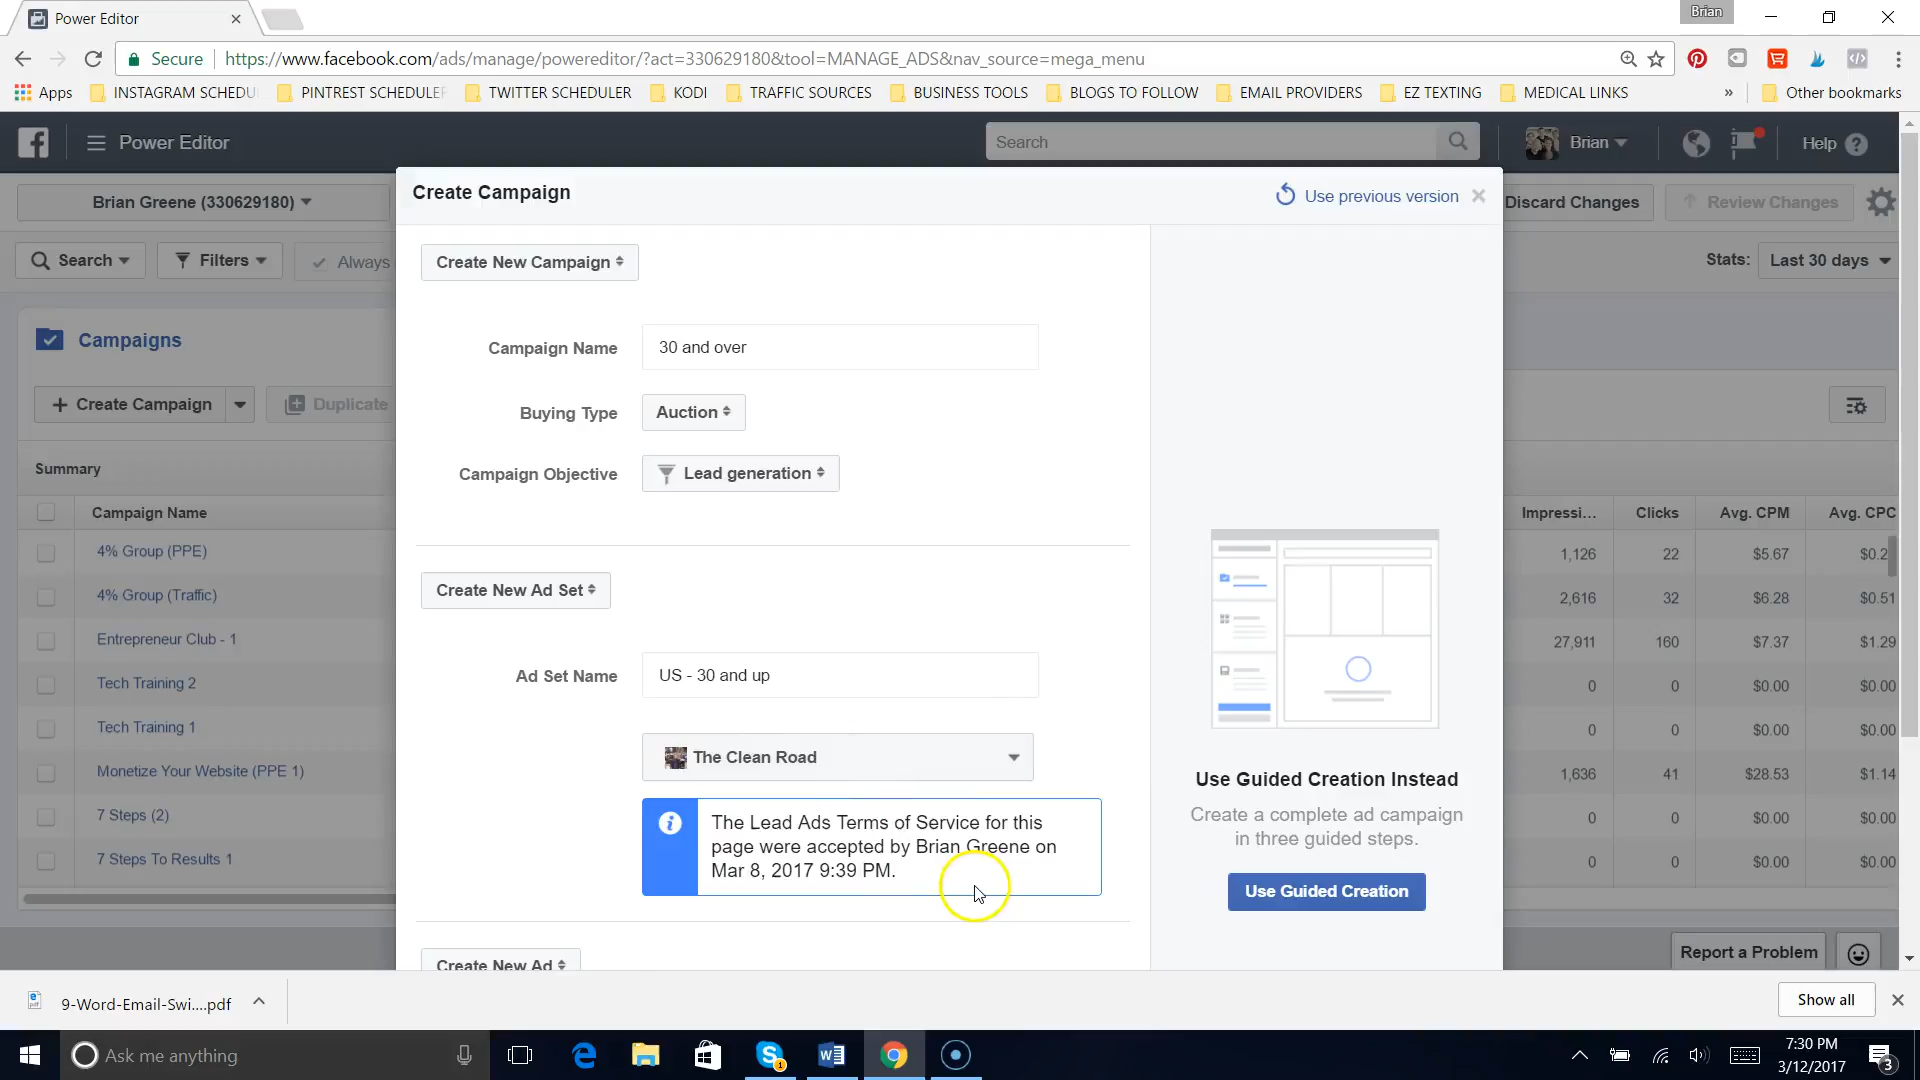 Power Editor
Brian
Secure https://www.facebook.com/ads/manage/powereditor/?act=330629180&tool=MANAGE_ADS&nav_source=mega_menu
Apps INSTAGRAM SCHEDU PINTREST SCHEDULER TWITTER SCHEDULER KODI TRAFFIC SOURCES BUSINESS TOOLS BLOGS TO FOLLOW EMAIL PROVIDERS EZ TEXTING MEDICAL LINKS » Other bookmarks
Power Editor Search Brian Help ?
Create Campaign Use previous version
Brian Greene (330629180) Discard Changes Review Changes
Search Filters Always Stats: Last 30 days
Create New Campaign
Campaigns
Campaign Name 30 and over
Buying Type Auction
Campaign Objective Lead generation
+ Create Campaign Duplicate
Summary
Campaign Name Impressi... Clicks Avg. CPM Avg. CPC
4% Group (PPE) 1,126 22 $5.67 $0.2
4% Group (Traffic) 2,616 32 $6.28 $0.51
Entrepreneur Club - 1 27,911 160 $7.37 $1.29
Tech Training 2 0 0 $0.00 $0.00
Tech Training 1 0 0 $0.00 $0.00
Monetize Your Website (PPE 1) 1,636 41 $28.53 $1.14
7 Steps (2) 0 0 $0.00 $0.00
7 Steps To Results 1 0 0 $0.00 $0.00
Create New Ad Set
Ad Set Name US - 30 and up
The Clean Road
The Lead Ads Terms of Service for this
page were accepted by Brian Greene on
Mar 8, 2017 9:39 PM.
Create New Ad
Use Guided Creation Instead
Create a complete ad campaign
in three guided steps.
Use Guided Creation
Report a Problem
9-Word-Email-Swi....pdf Show all
Ask me anything
1
7:30 PM
3/12/2017
3